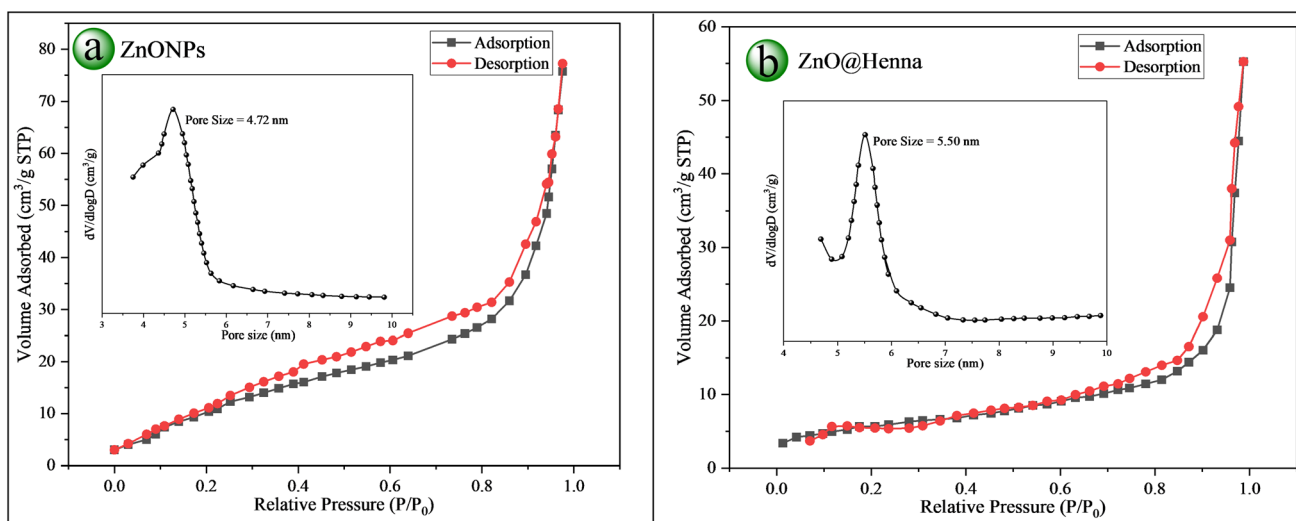 a ZnONPs
Adsorption
Desorption
Pore Size = 4.72 nm
dV/dlogD (cm³/g)
3 4 5 6 7 8 9 10
Pore size (nm)
Volume Adsorbed (cm³/g STP)
80
70
60
50
40
30
20
10
0
0.0 0.2 0.4 0.6 0.8 1.0
Relative Pressure (P/P₀)
b ZnO@Henna
Adsorption
Desorption
Pore Size = 5.50 nm
dV/dlogD (cm³/g)
4 5 6 7 8 9 10
Pore size (nm)
Volume Adsorbed (cm³/g STP)
60
50
40
30
20
10
0
0.0 0.2 0.4 0.6 0.8 1.0
Relative Pressure (P/P₀)